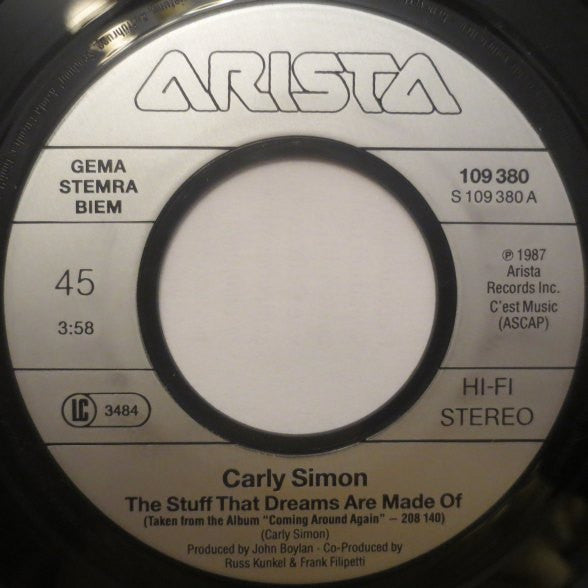 ARISTA
GEMA
STEMRA
BIEM
109 380
S 109 380 A
45
3:58
℗ 1987
Arista
Records Inc.
C'est Music
(ASCAP)
LC 3484
HI-FI
STEREO
Carly Simon
The Stuff That Dreams Are Made Of
(Taken from the Album "Coming Around Again" – 208 140)
(Carly Simon)
Produced by John Boylan · Co-Produced by
Russ Kunkel & Frank Filipetti